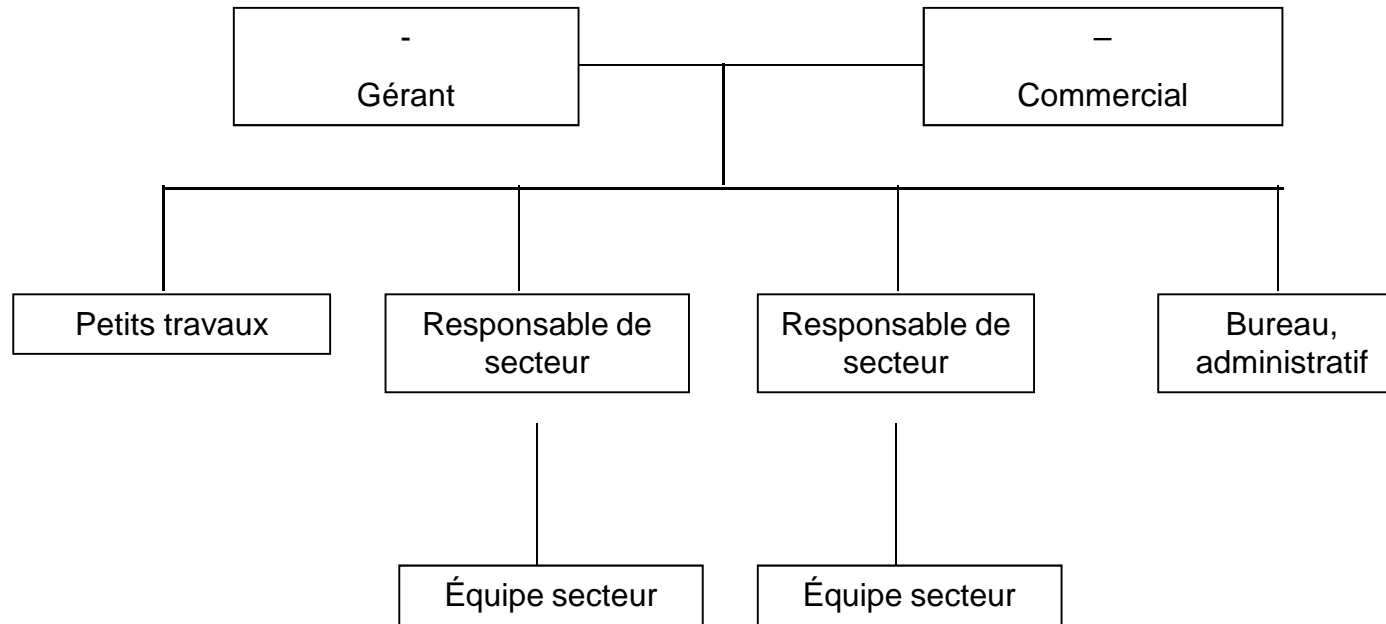 -
Gérant
–
Commercial
Petits travaux
Responsable de
secteur
Responsable de
secteur
Bureau,
administratif
Équipe secteur
Équipe secteur